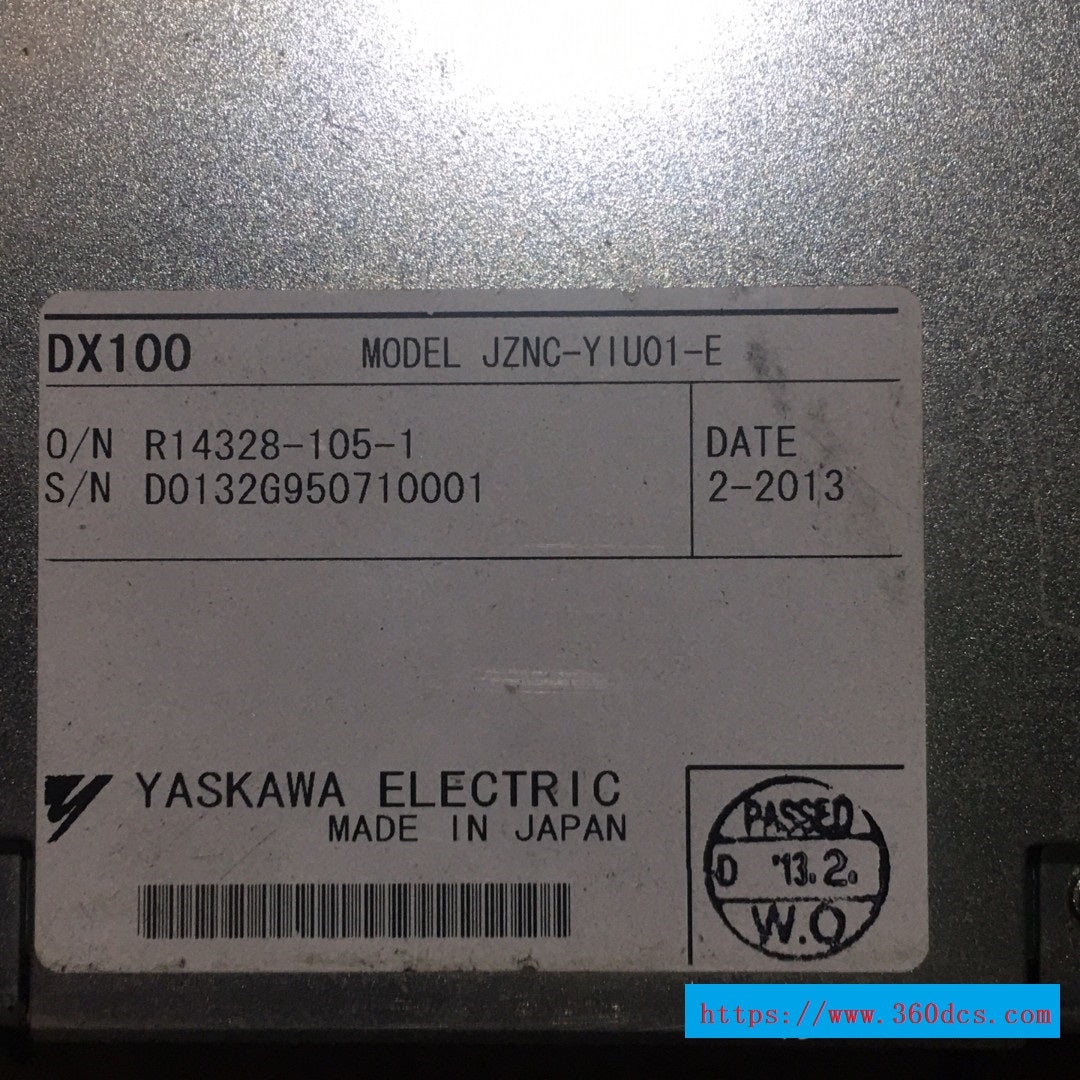 DX100 MODEL JZNC-YIU01-E
O/N R14328-105-1
S/N D0132G950710001
DATE
2-2013
YASKAWA ELECTRIC
MADE IN JAPAN
PASSED
D '13.2.
W.O
https://www.360dcs.com